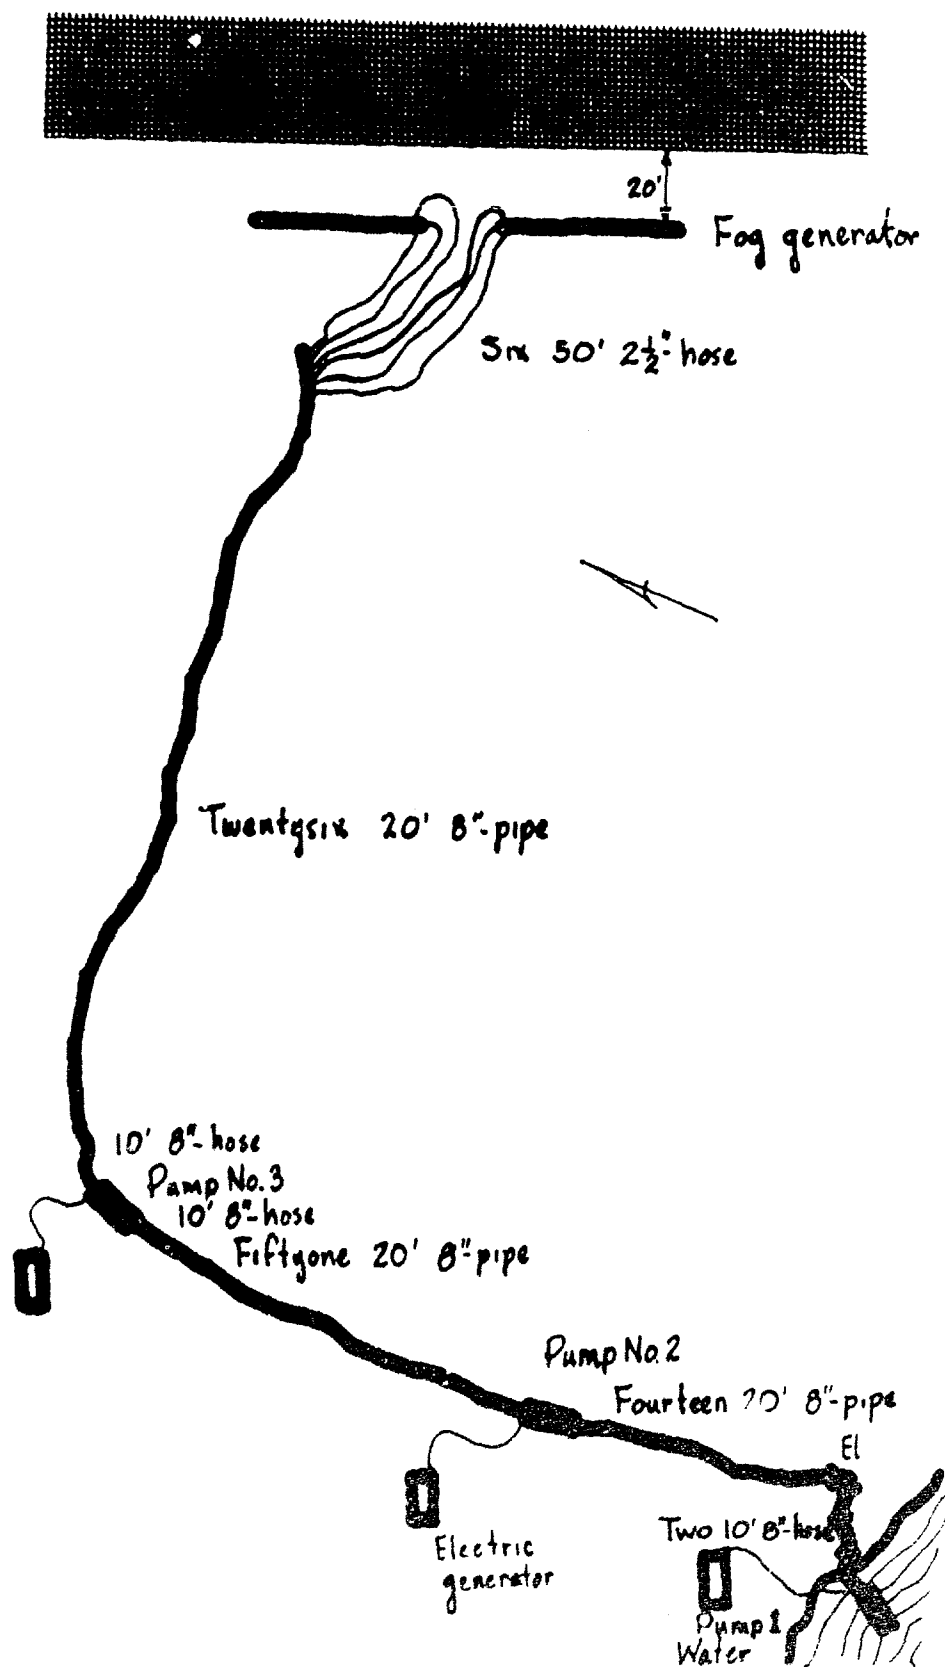 20'
Fog generator
Six 50' 2½"-hose
Twentysix 20' 8"-pipe
10' 8"-hose
Pump No.3
10' 8"-hose
Fiftyone 20' 8"-pipe
Pump No.2
Fourteen 20' 8"-pipe
El
Two 10' 8"-hose
Electric
generator
Pump 1
Water